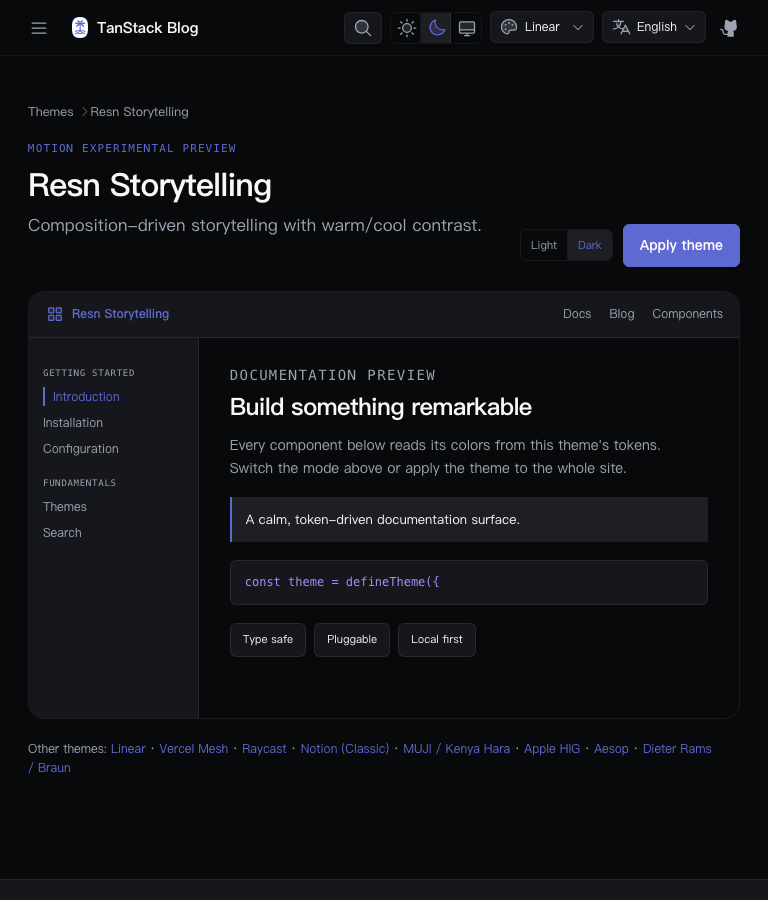 TanStack Blog
Linear
English
Themes
Resn Storytelling
MOTION EXPERIMENTAL PREVIEW
Resn Storytelling
Composition-driven storytelling with warm/cool contrast.
Light
Dark
Apply theme
Resn Storytelling
Docs
Blog
Components
GETTING STARTED
Introduction
Installation
Configuration
FUNDAMENTALS
Themes
Search
DOCUMENTATION PREVIEW
Build something remarkable
Every component below reads its colors from this theme's tokens.
Switch the mode above or apply the theme to the whole site.
A calm, token-driven documentation surface.
const theme = defineTheme({
Type safe
Pluggable
Local first
Other themes: Linear · Vercel Mesh · Raycast · Notion (Classic) · MUJI / Kenya Hara · Apple HIG · Aesop · Dieter Rams
/ Braun